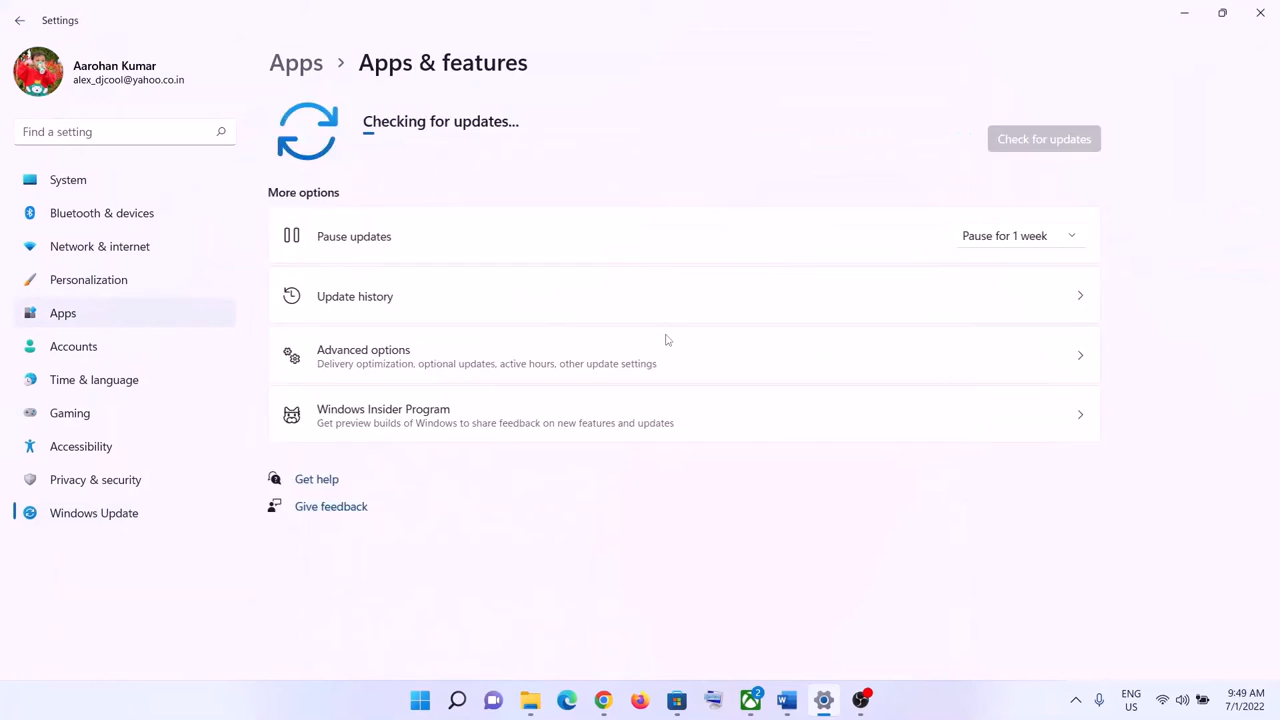 Settings
Aarohan Kumar
alex_djcool@yahoo.co.in
Find a setting
System
Bluetooth & devices
Network & internet
Personalization
Apps
Accounts
Time & language
Gaming
Accessibility
Privacy & security
Windows Update
Apps > Apps & features
Checking for updates...
Check for updates
More options
Pause updates
Pause for 1 week
Update history
Advanced options
Delivery optimization, optional updates, active hours, other update settings
Windows Insider Program
Get preview builds of Windows to share feedback on new features and updates
Get help
Give feedback
2
ENG
US
9:49 AM
7/1/2022